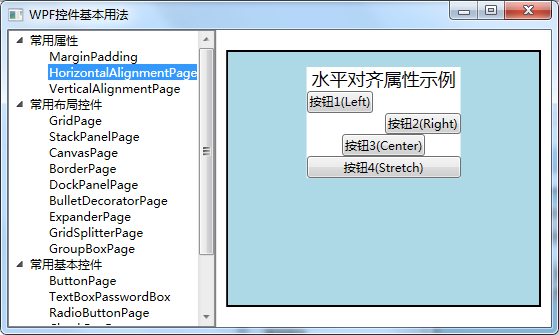 WPF控件基本用法
常用属性
MarginPadding
HorizontalAlignmentPage
VerticalAlignmentPage
常用布局控件
GridPage
StackPanelPage
CanvasPage
BorderPage
DockPanelPage
BulletDecoratorPage
ExpanderPage
GridSplitterPage
GroupBoxPage
常用基本控件
ButtonPage
TextBoxPasswordBox
RadioButtonPage
水平对齐属性示例
按钮1(Left)
按钮2(Right)
按钮3(Center)
按钮4(Stretch)